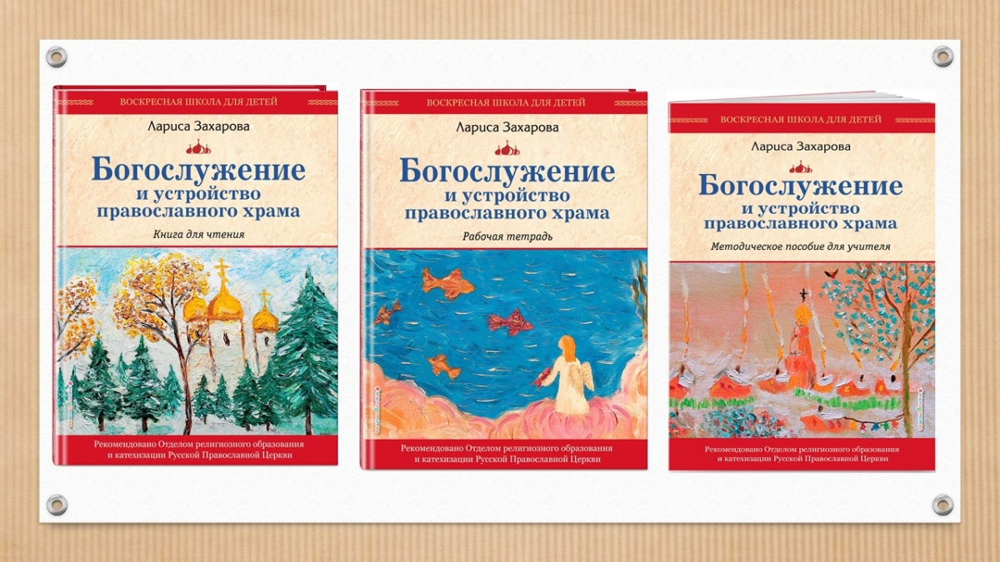 ВОСКРЕСНАЯ ШКОЛА ДЛЯ ДЕТЕЙ
Лариса Захарова
Богослужение
и устройство
православного храма
Книга для чтения
Рекомендовано Отделом религиозного образования
и катехизации Русской Православной Церкви
ВОСКРЕСНАЯ ШКОЛА ДЛЯ ДЕТЕЙ
Лариса Захарова
Богослужение
и устройство
православного храма
Рабочая тетрадь
Рекомендовано Отделом религиозного образования
и катехизации Русской Православной Церкви
ВОСКРЕСНАЯ ШКОЛА ДЛЯ ДЕТЕЙ
Лариса Захарова
Богослужение
и устройство
православного храма
Методическое пособие для учителя
Рекомендовано Отделом религиозного образования
и катехизации Русской Православной Церкви